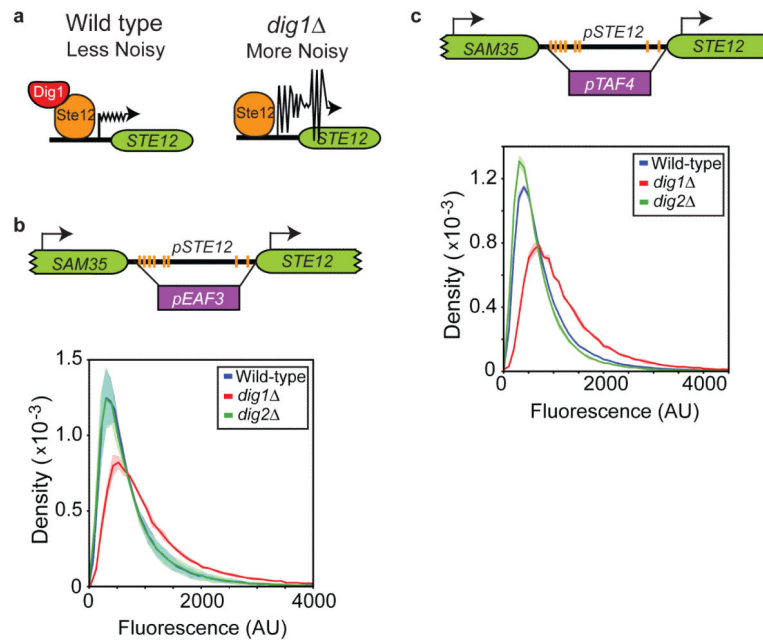 a
Wild type
Less Noisy
dig1Δ
More Noisy
Dig1
Ste12
STE12
Ste12
STE12
b
SAM35
pSTE12
STE12
pEAF3
1.5
1.0
0.5
0
Density (x10-3)
Wild-type
dig1Δ
dig2Δ
0
2000
4000
Fluorescence (AU)
c
SAM35
pSTE12
STE12
pTAF4
1.2
0.8
0.4
0
Density (x10-3)
Wild-type
dig1Δ
dig2Δ
0
2000
4000
Fluorescence (AU)